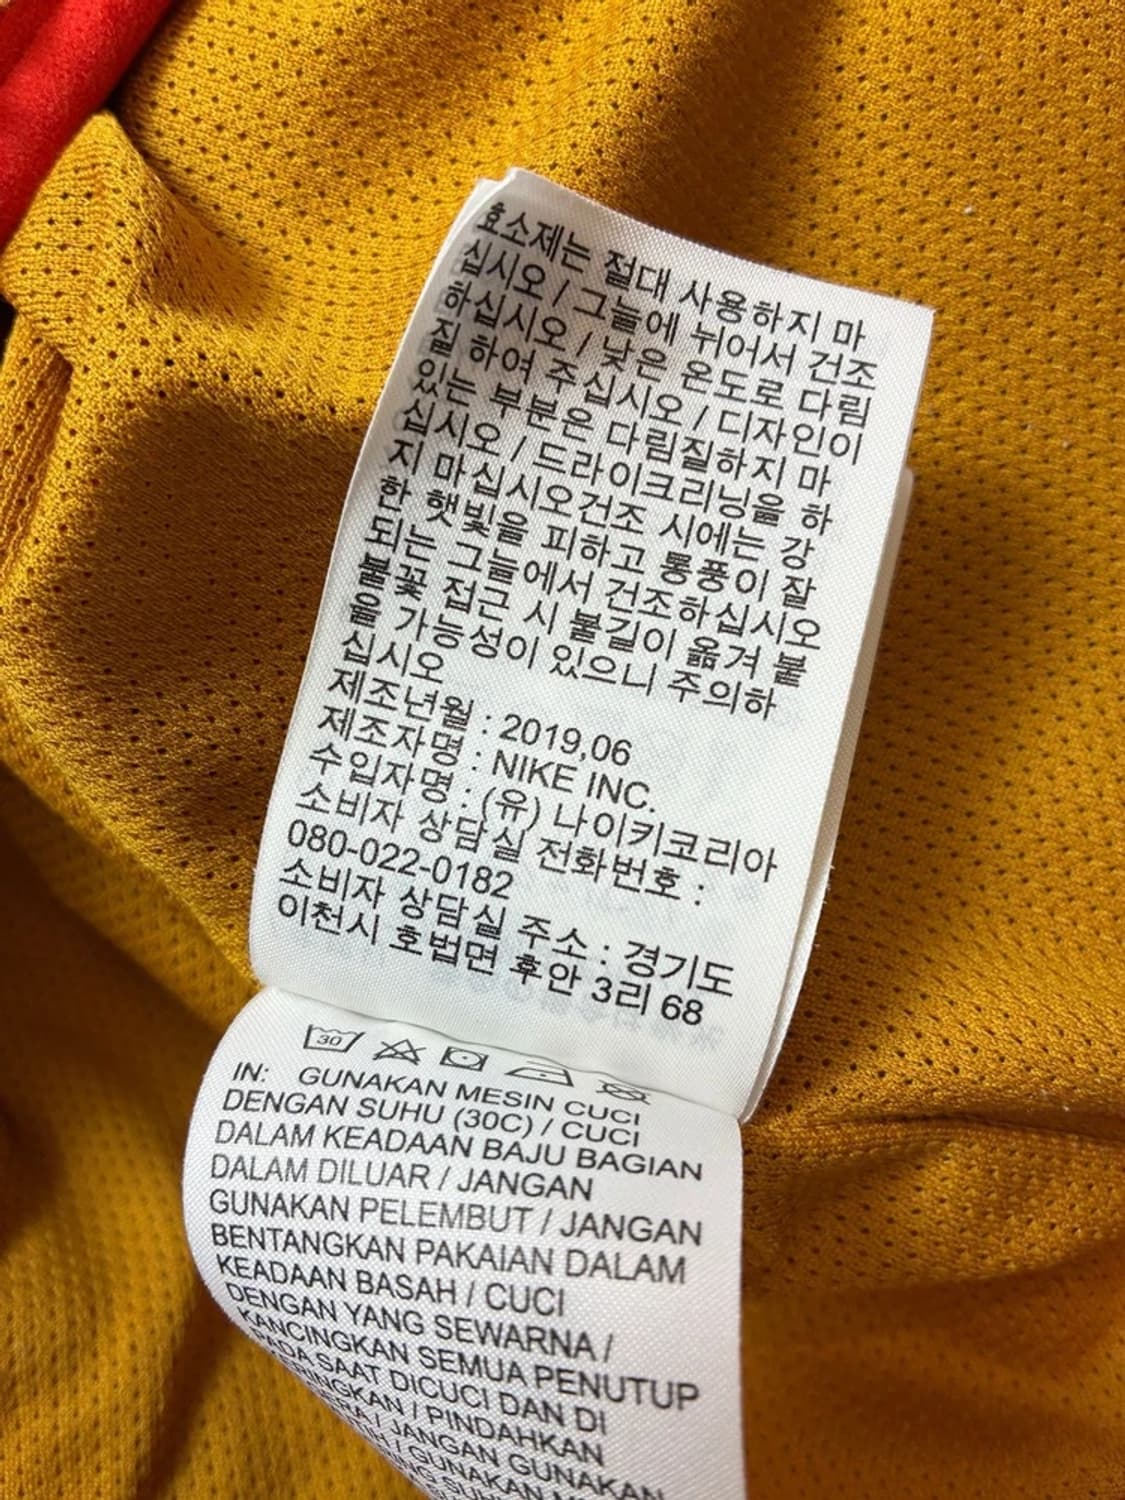 효소제는 절대 사용하지 마
십시오 / 그늘에 뉘어서 건조
하십시오 / 낮은 온도로 다림
질 하여 주십시오 / 디자인이
있는 부분은 다림질하지 마
십시오 / 드라이크리닝을 하
지 마십시오건조 시에는 강
한 햇빛을 피하고 통풍이 잘
되는 그늘에서 건조하십시오
불꽃 접근 시 불길이 옮겨 붙
을 가능성이 있으니 주의하
십시오
제조년월 : 2019,06
제조자명 : NIKE INC.
수입자명 : (유) 나이키코리아
소비자 상담실 전화번호 :
080-022-0182
소비자 상담실 주소 : 경기도
이천시 호법면 후안 3리 68
30
IN: GUNAKAN MESIN CUCI
DENGAN SUHU (30C) / CUCI
DALAM KEADAAN BAJU BAGIAN
DALAM DILUAR / JANGAN
GUNAKAN PELEMBUT / JANGAN
BENTANGKAN PAKAIAN DALAM
KEADAAN BASAH / CUCI
DENGAN YANG SEWARNA /
KANCINGKAN SEMUA PENUTUP
PADA SAAT DICUCI DAN DI
/ PINDAHKAN
/ JANGAN GUNAKAN
/ GUNAKAN